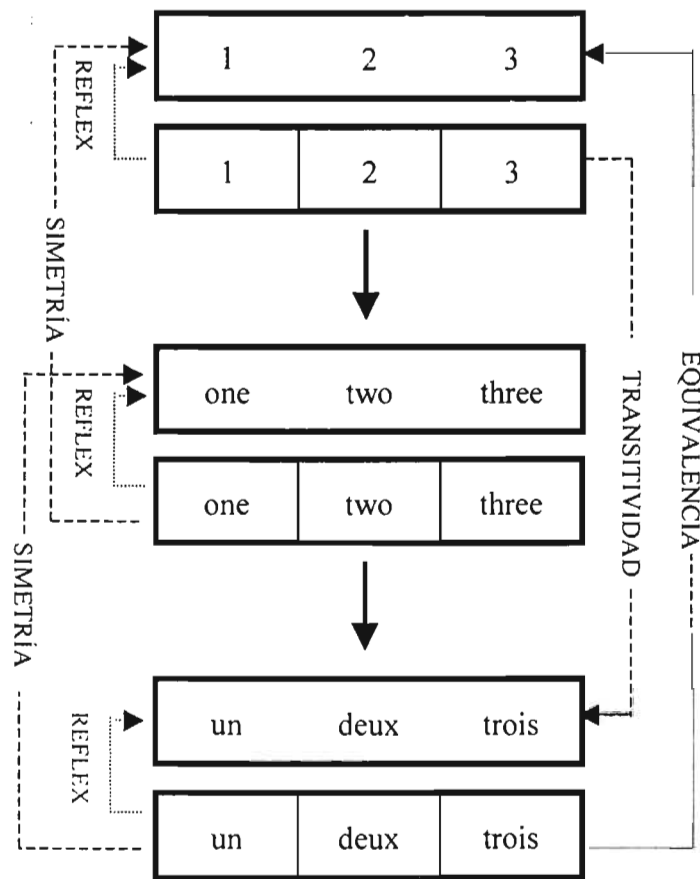 1 2 3
REFLEX
1 2 3
SIMETRÍA
one two three
REFLEX
one two three
TRANSITIVIDAD
EQUIVALENCIA
SIMETRÍA
un deux trois
REFLEX
un deux trois